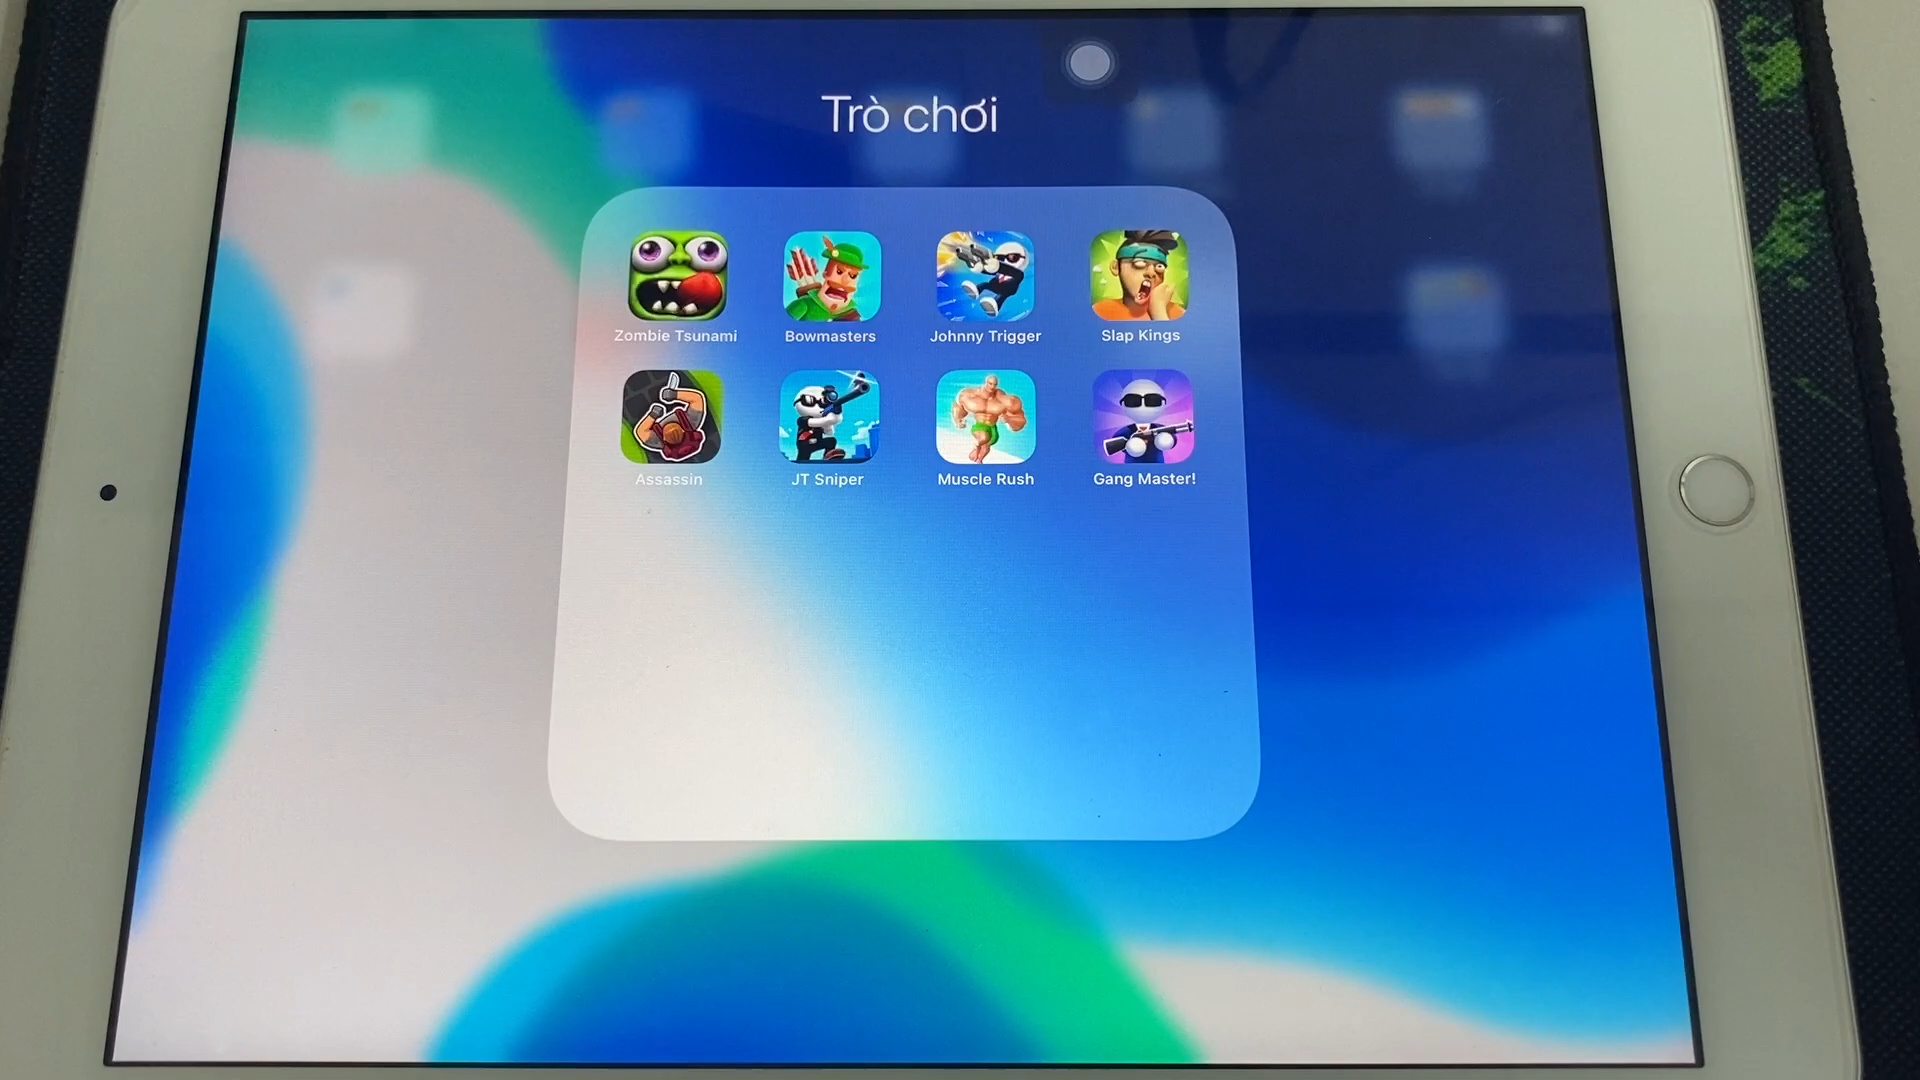 Trò chơi
Zombie Tsunami
Bowmasters
Johnny Trigger
Slap Kings
Assassin
JT Sniper
Muscle Rush
Gang Master!